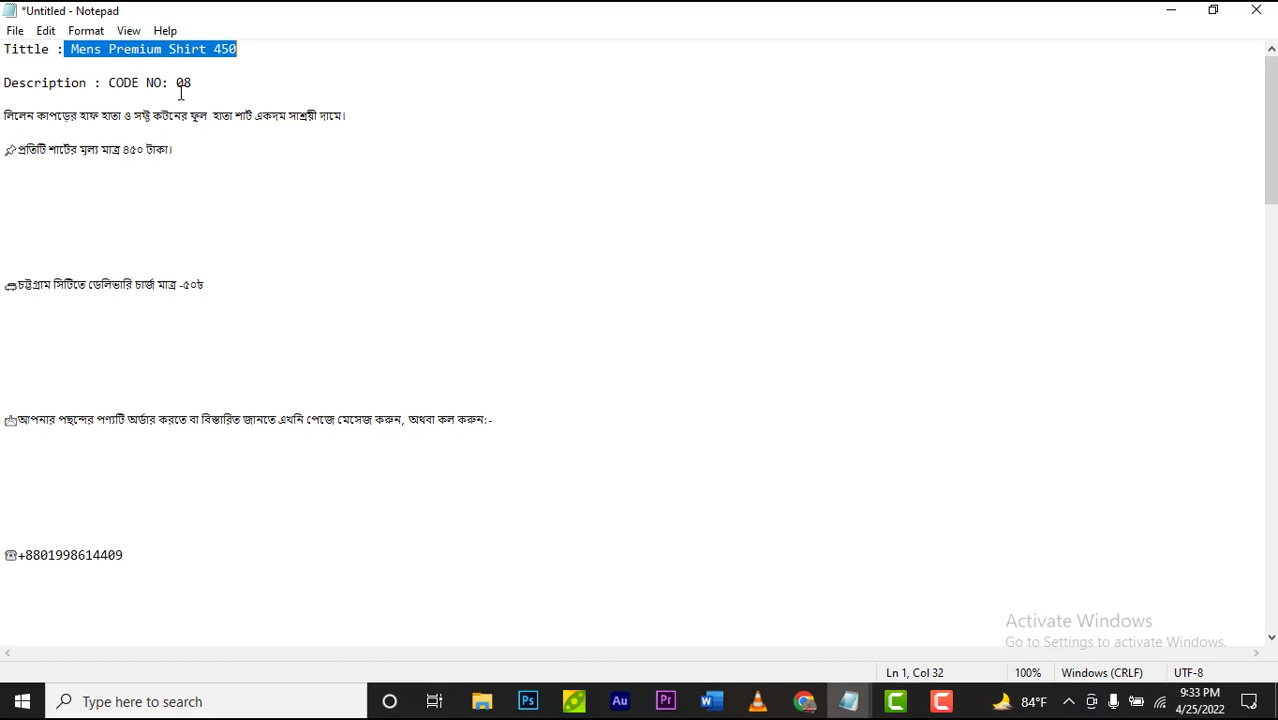 *Untitled - Notepad
File Edit Format View Help
Tittle : Mens Premium Shirt 450
Description : CODE NO: 08
লিলেন কাপড়ের হাফ হাতা ও সফ্ট কটনের ফুল হাতা শার্ট একদম সাশ্রয়ী দামে।
📌প্রতিটি শার্টের মূল্য মাত্র ৪৫০ টাকা।
🚗চট্টগ্রাম সিটিতে ডেলিভারি চার্জ মাত্র -৫০৳
📩আপনার পছন্দের পণ্যটি অর্ডার করতে বা বিস্তারিত জানতে এখনি পেজে মেসেজ করুন, অথবা কল করুন:-
☎+8801998614409
Activate Windows
Go to Settings to activate Windows.
Ln 1, Col 32 100% Windows (CRLF) UTF-8
Type here to search
Ps Au Pr W
84°F
9:33 PM
4/25/2022